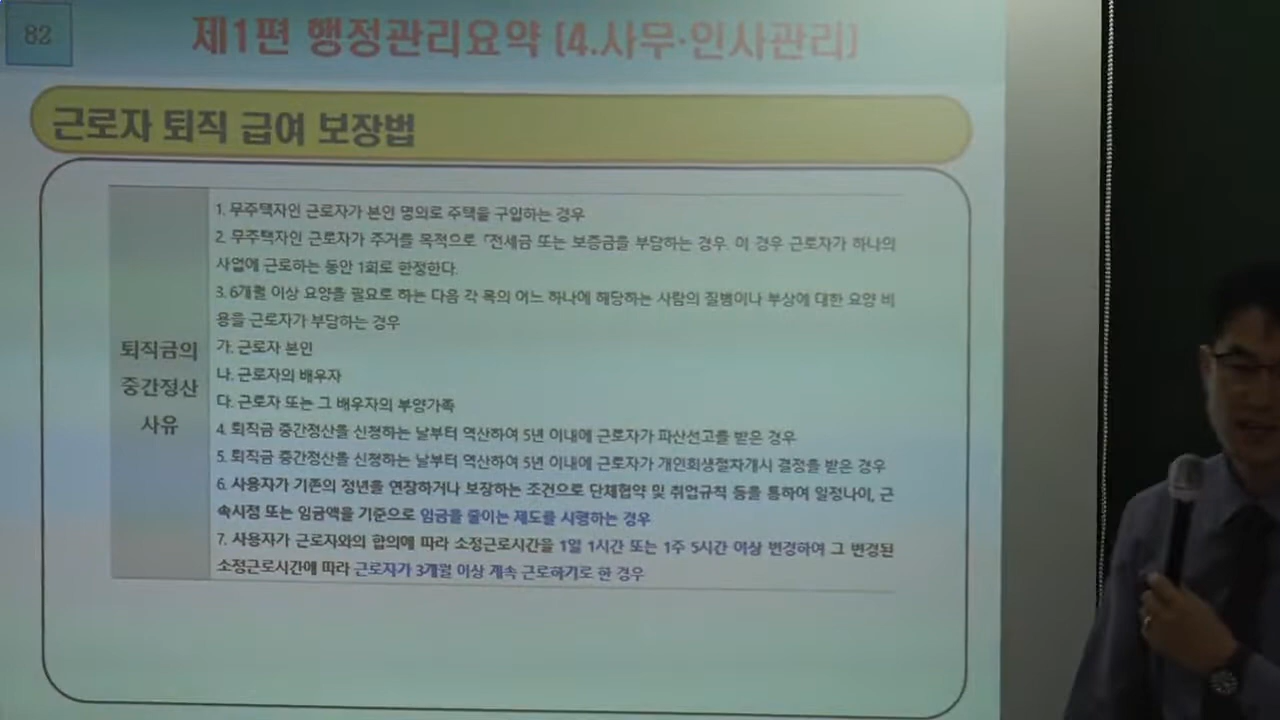 82
제1편 행정관리요약 [4.사무·인사관리]
근로자 퇴직 급여 보장법
퇴직금의
중간정산
사유
1. 무주택자인 근로자가 본인 명의로 주택을 구입하는 경우
2. 무주택자인 근로자가 주거를 목적으로 「전세금 또는 보증금을 부담하는 경우. 이 경우 근로자가 하나의
사업에 근로하는 동안 1회로 한정한다.
3. 6개월 이상 요양을 필요로 하는 다음 각 목의 어느 하나에 해당하는 사람의 질병이나 부상에 대한 요양 비
용을 근로자가 부담하는 경우
가. 근로자 본인
나. 근로자의 배우자
다. 근로자 또는 그 배우자의 부양가족
4. 퇴직금 중간정산을 신청하는 날부터 역산하여 5년 이내에 근로자가 파산선고를 받은 경우
5. 퇴직금 중간정산을 신청하는 날부터 역산하여 5년 이내에 근로자가 개인회생절차개시 결정을 받은 경우
6. 사용자가 기존의 정년을 연장하거나 보장하는 조건으로 단체협약 및 취업규칙 등을 통하여 일정나이, 근
속시점 또는 임금액을 기준으로 임금을 줄이는 제도를 시행하는 경우
7. 사용자가 근로자와의 합의에 따라 소정근로시간을 1일 1시간 또는 1주 5시간 이상 변경하여 그 변경된
소정근로시간에 따라 근로자가 3개월 이상 계속 근로하기로 한 경우